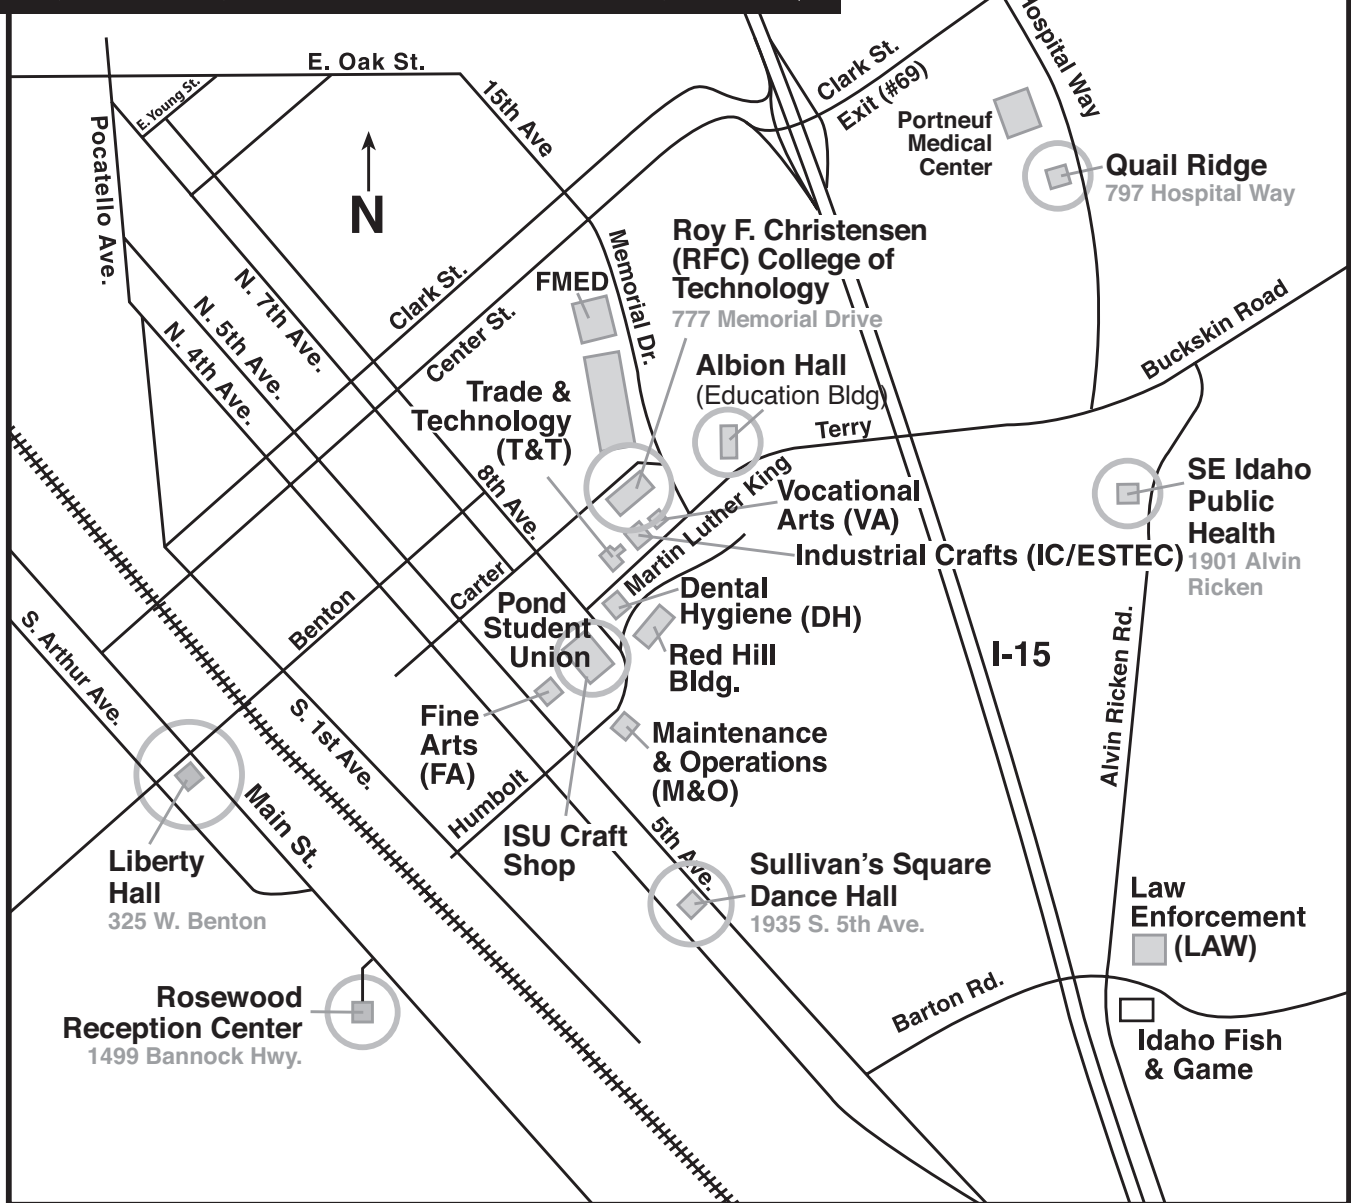 E. Oak St.
E. Young St.
15th Ave
Clark St.
Exit (#69)
Hospital Way
Pocatello Ave.
Portneuf
Medical
Center
Quail Ridge
797 Hospital Way
N
Roy F. Christensen
(RFC) College of
Technology
777 Memorial Drive
FMED
Memorial Dr.
Clark St.
Center St.
N. 7th Ave.
N. 5th Ave.
N. 4th Ave.
Buckskin Road
Albion Hall
(Education Bldg)
Terry
Trade &
Technology
(T&T)
8th Ave.
Martin Luther King
Vocational
Arts (VA)
Industrial Crafts (IC/ESTEC)
SE Idaho
Public
Health
1901 Alvin
Ricken
Carter
Benton
Pond
Student
Union
Dental
Hygiene (DH)
Red Hill
Bldg.
I-15
Alvin Ricken Rd.
S. Arthur Ave.
S. 1st Ave.
Fine
Arts
(FA)
Maintenance
& Operations
(M&O)
Humbolt
Main St.
ISU Craft
Shop
5th Ave.
Liberty
Hall
325 W. Benton
Sullivan's Square
Dance Hall
1935 S. 5th Ave.
Law
Enforcement
(LAW)
Rosewood
Reception Center
1499 Bannock Hwy.
Barton Rd.
Idaho Fish
& Game